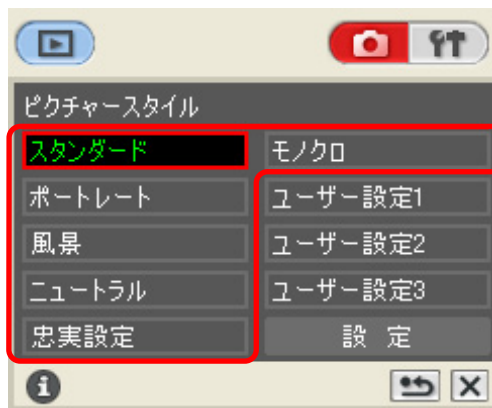 ピクチャースタイル
スタンダード
モノクロ
ポートレート
ユーザー設定1
風景
ユーザー設定2
ニュートラル
ユーザー設定3
忠実設定
設 定